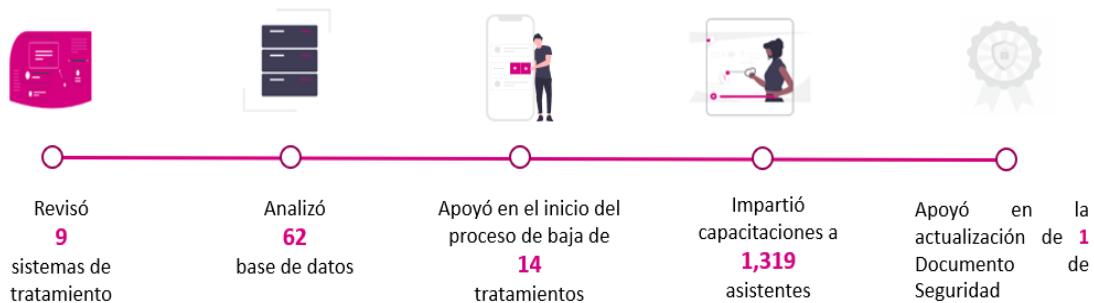 Revisó
9
sistemas de
tratamiento
Analizó
62
base de datos
Apoyó en el inicio del
proceso de baja de
14
tratamientos
Impartió
capacitaciones a
1,319
asistentes
Apoyó en la
actualización de 1
Documento de
Seguridad